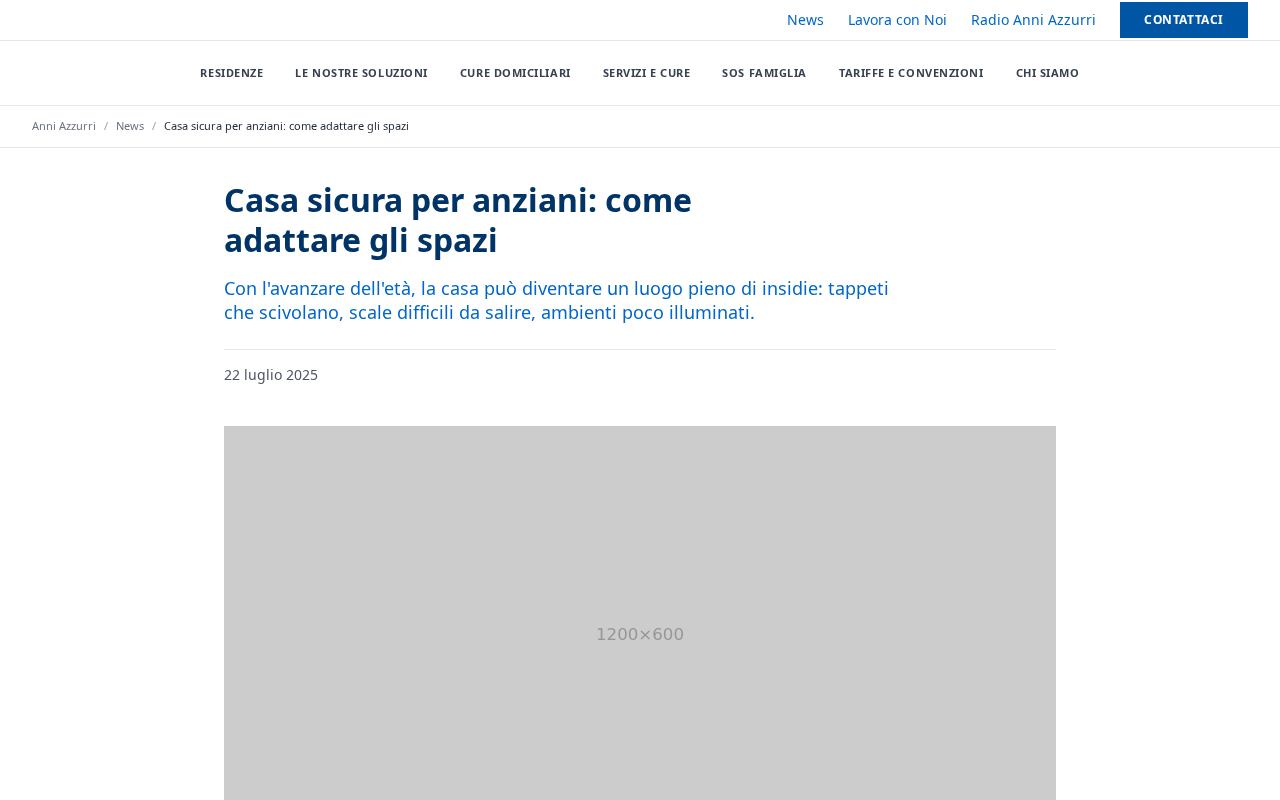 News Lavora con Noi Radio Anni Azzurri CONTATTACI
RESIDENZE LE NOSTRE SOLUZIONI CURE DOMICILIARI SERVIZI E CURE SOS FAMIGLIA TARIFFE E CONVENZIONI CHI SIAMO
Anni Azzurri / News / Casa sicura per anziani: come adattare gli spazi
Casa sicura per anziani: come
adattare gli spazi
Con l'avanzare dell'età, la casa può diventare un luogo pieno di insidie: tappeti
che scivolano, scale difficili da salire, ambienti poco illuminati.
22 luglio 2025
1200×600